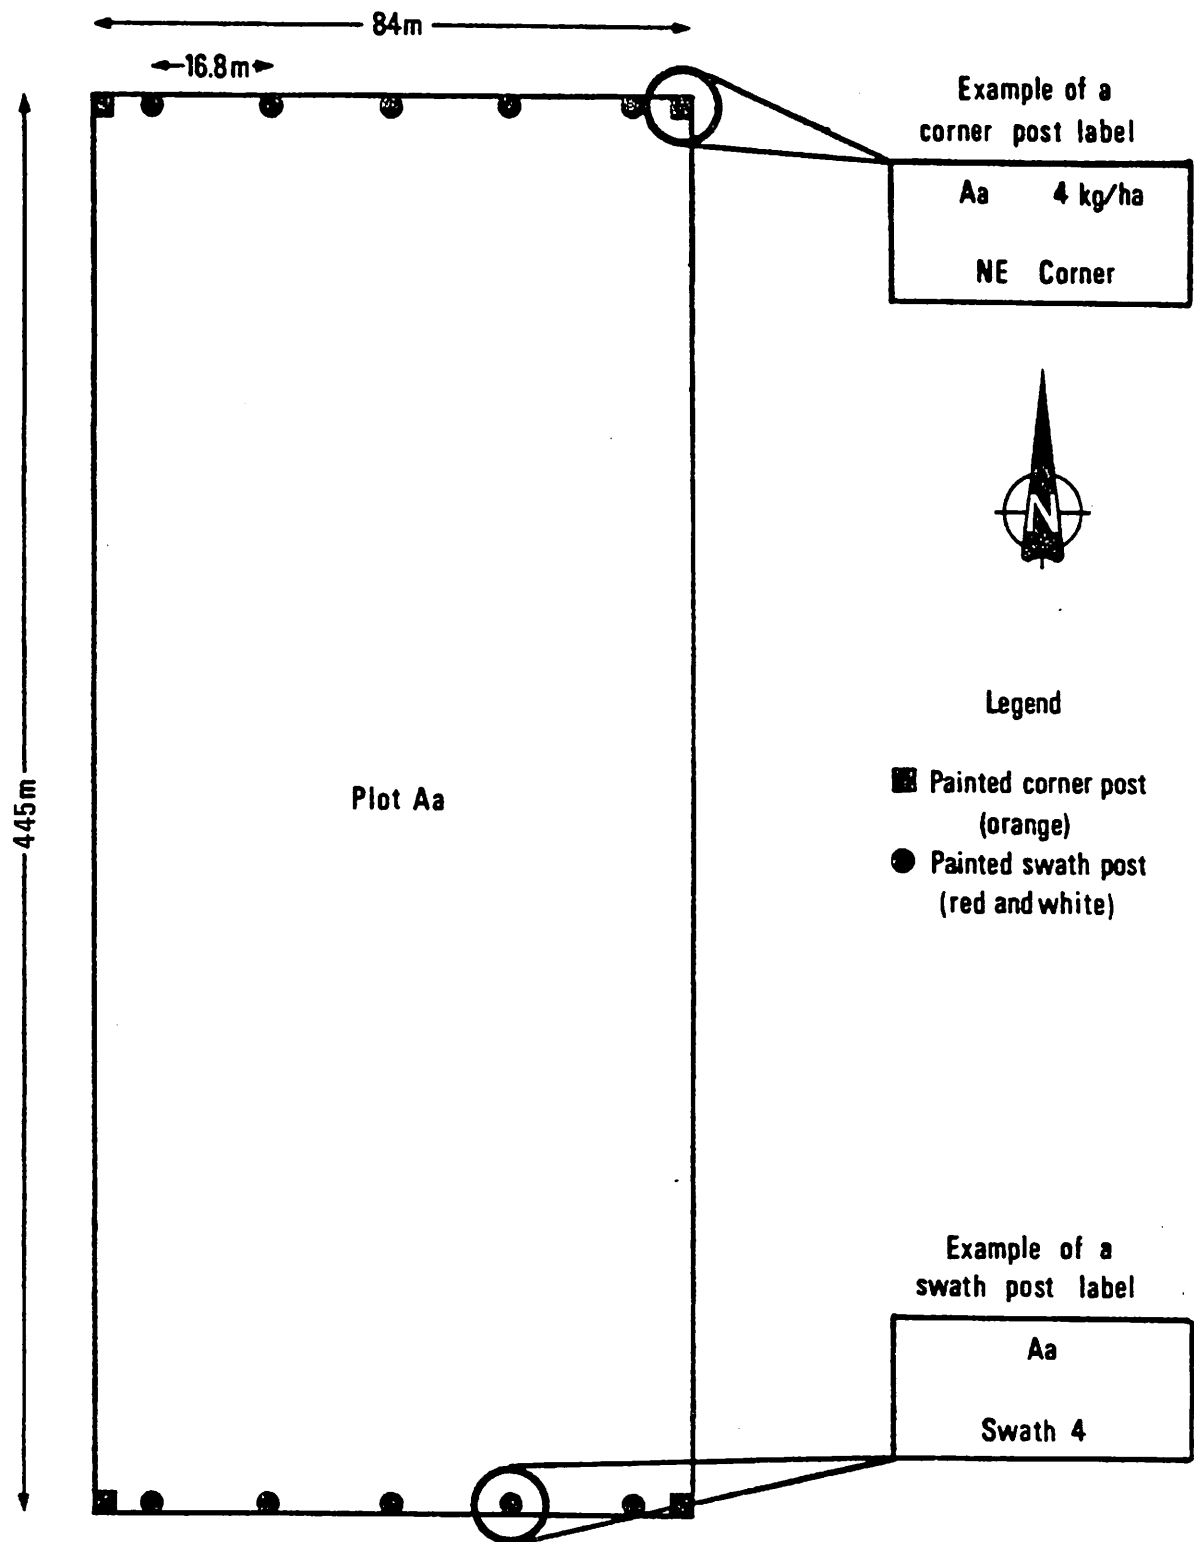 84m
16.8m
Example of a
corner post label
Aa 4 kg/ha
NE Corner
N
Legend
Painted corner post
(orange)
Painted swath post
(red and white)
445m
Plot Aa
Example of a
swath post label
Aa
Swath 4